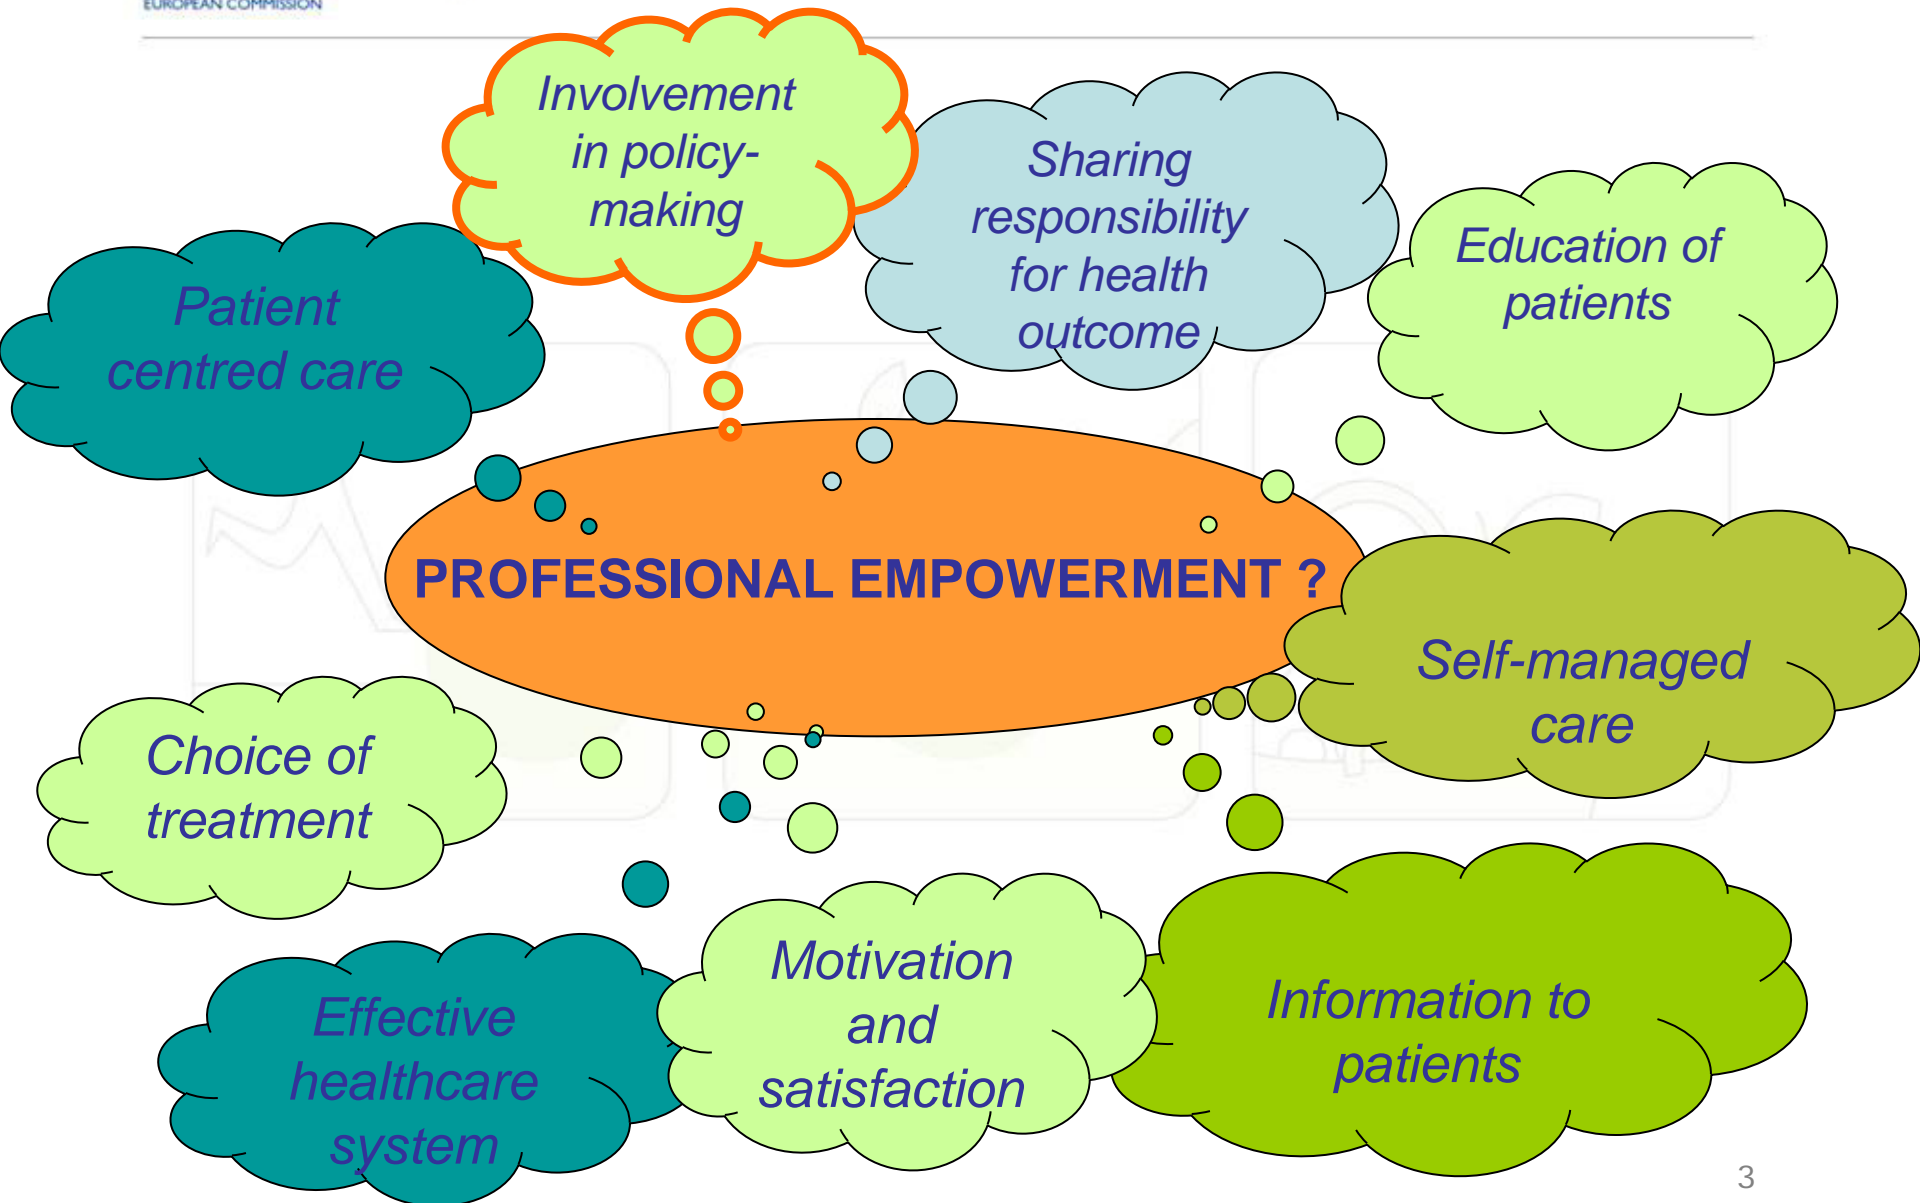 EUROPEAN COMMISSION
Involvement
in policy-
making
Sharing
responsibility
for health
outcome
Education of
patients
Patient
centred care
PROFESSIONAL EMPOWERMENT ?
Self-managed
care
Choice of
treatment
Effective
healthcare
system
Motivation
and
satisfaction
Information to
patients
3